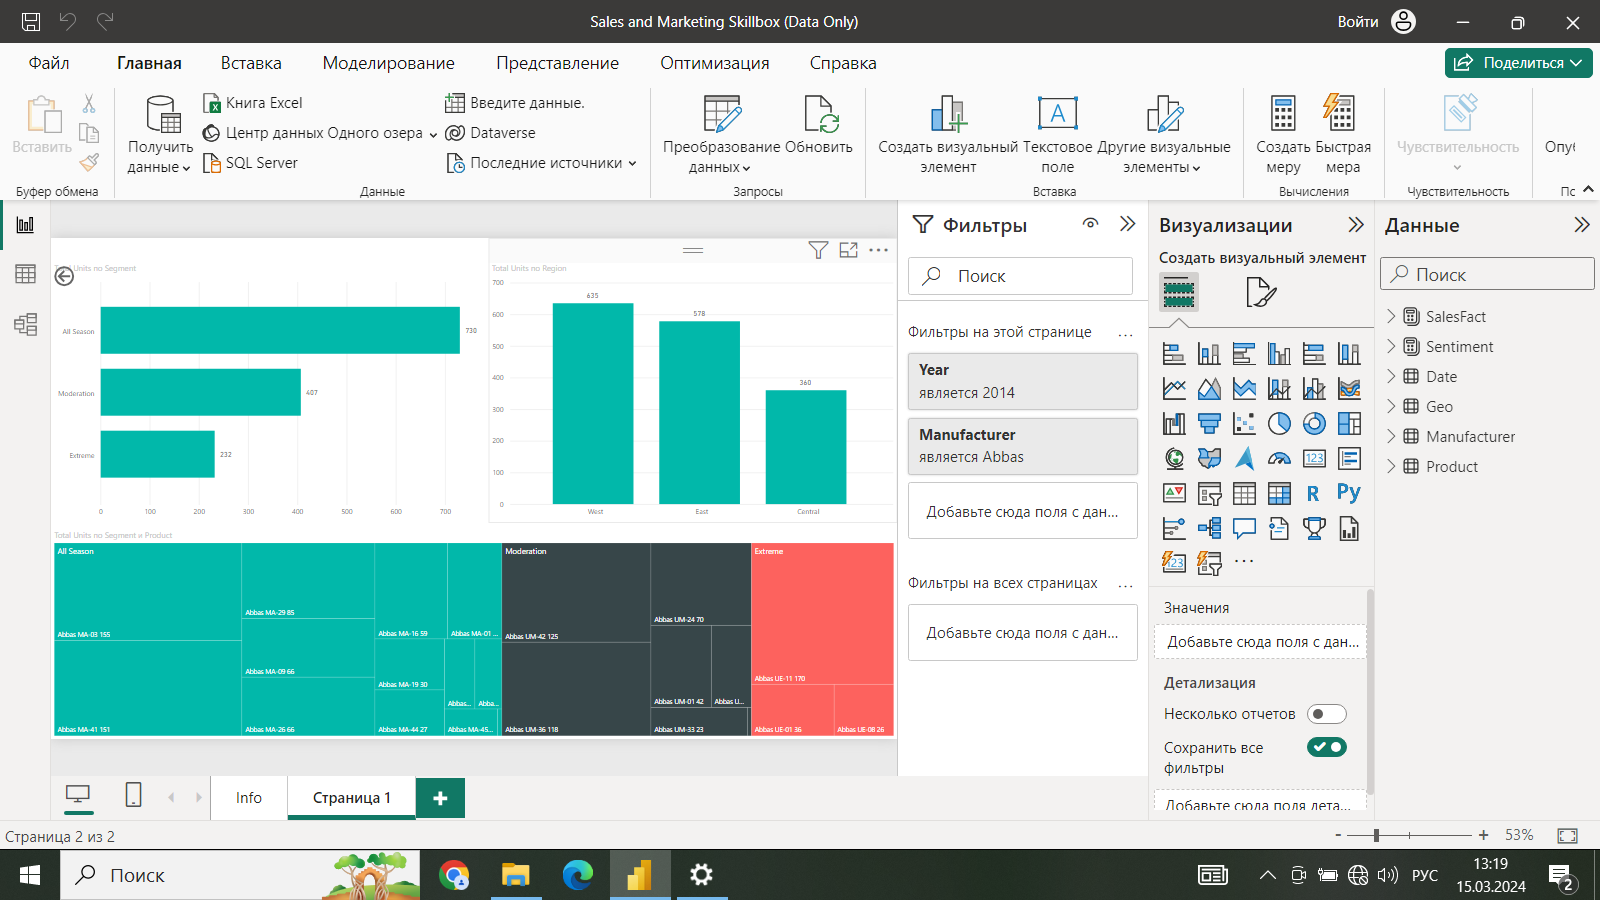 Sales and Marketing Skillbox (Data Only)
Войти
Файл
Главная
Вставка
Моделирование
Представление
Оптимизация
Справка
Поделиться
Вставить
Буфер обмена
Получить
данные
Книга Excel
Центр данных Одного озера
SQL Server
Введите данные.
Dataverse
Последние источники
Данные
Преобразование
данных
Обновить
Запросы
Создать визуальный
элемент
Текстовое
поле
Другие визуальные
элементы
Вставка
Создать
меру
Быстрая
мера
Вычисления
Чувствительность
Чувствительность
Total Units по Segment
All Season
730
Moderation
407
Extreme
232
0 100 200 300 400 500 600 700
Total Units по Region
700
600
500
400
300
200
100
0
635
578
360
West East Central
Total Units по Segment и Product
All Season
Abbas MA-03 155
Abbas MA-41 151
Abbas MA-29 85
Abbas MA-09 66
Abbas MA-26 66
Abbas MA-16 59
Abbas MA-01 ...
Abbas MA-19 30
Abbas MA-44 27
Abbas...
Abba...
Abbas MA-45...
Moderation
Abbas UM-42 125
Abbas UM-36 118
Abbas UM-24 70
Abbas UM-01 42
Abbas U...
Abbas UM-33 23
Extreme
Abbas UE-11 170
Abbas UE-01 36
Abbas UE-08 26
Фильтры
Поиск
Фильтры на этой странице
...
Year
является 2014
Manufacturer
является Abbas
Добавьте сюда поля с дан...
Фильтры на всех страницах
...
Добавьте сюда поля с дан...
Визуализации
Создать визуальный элемент
R
Py
123
123
...
Значения
Добавьте сюда поля с дан...
Детализация
Несколько отчетов
Сохранить все
фильтры
Добавьте сюда поля дета...
Данные
Поиск
SalesFact
Sentiment
Date
Geo
Manufacturer
Product
Info
Страница 1
Страница 2 из 2
- + 53%
Поиск
РУС
13:19
15.03.2024
2